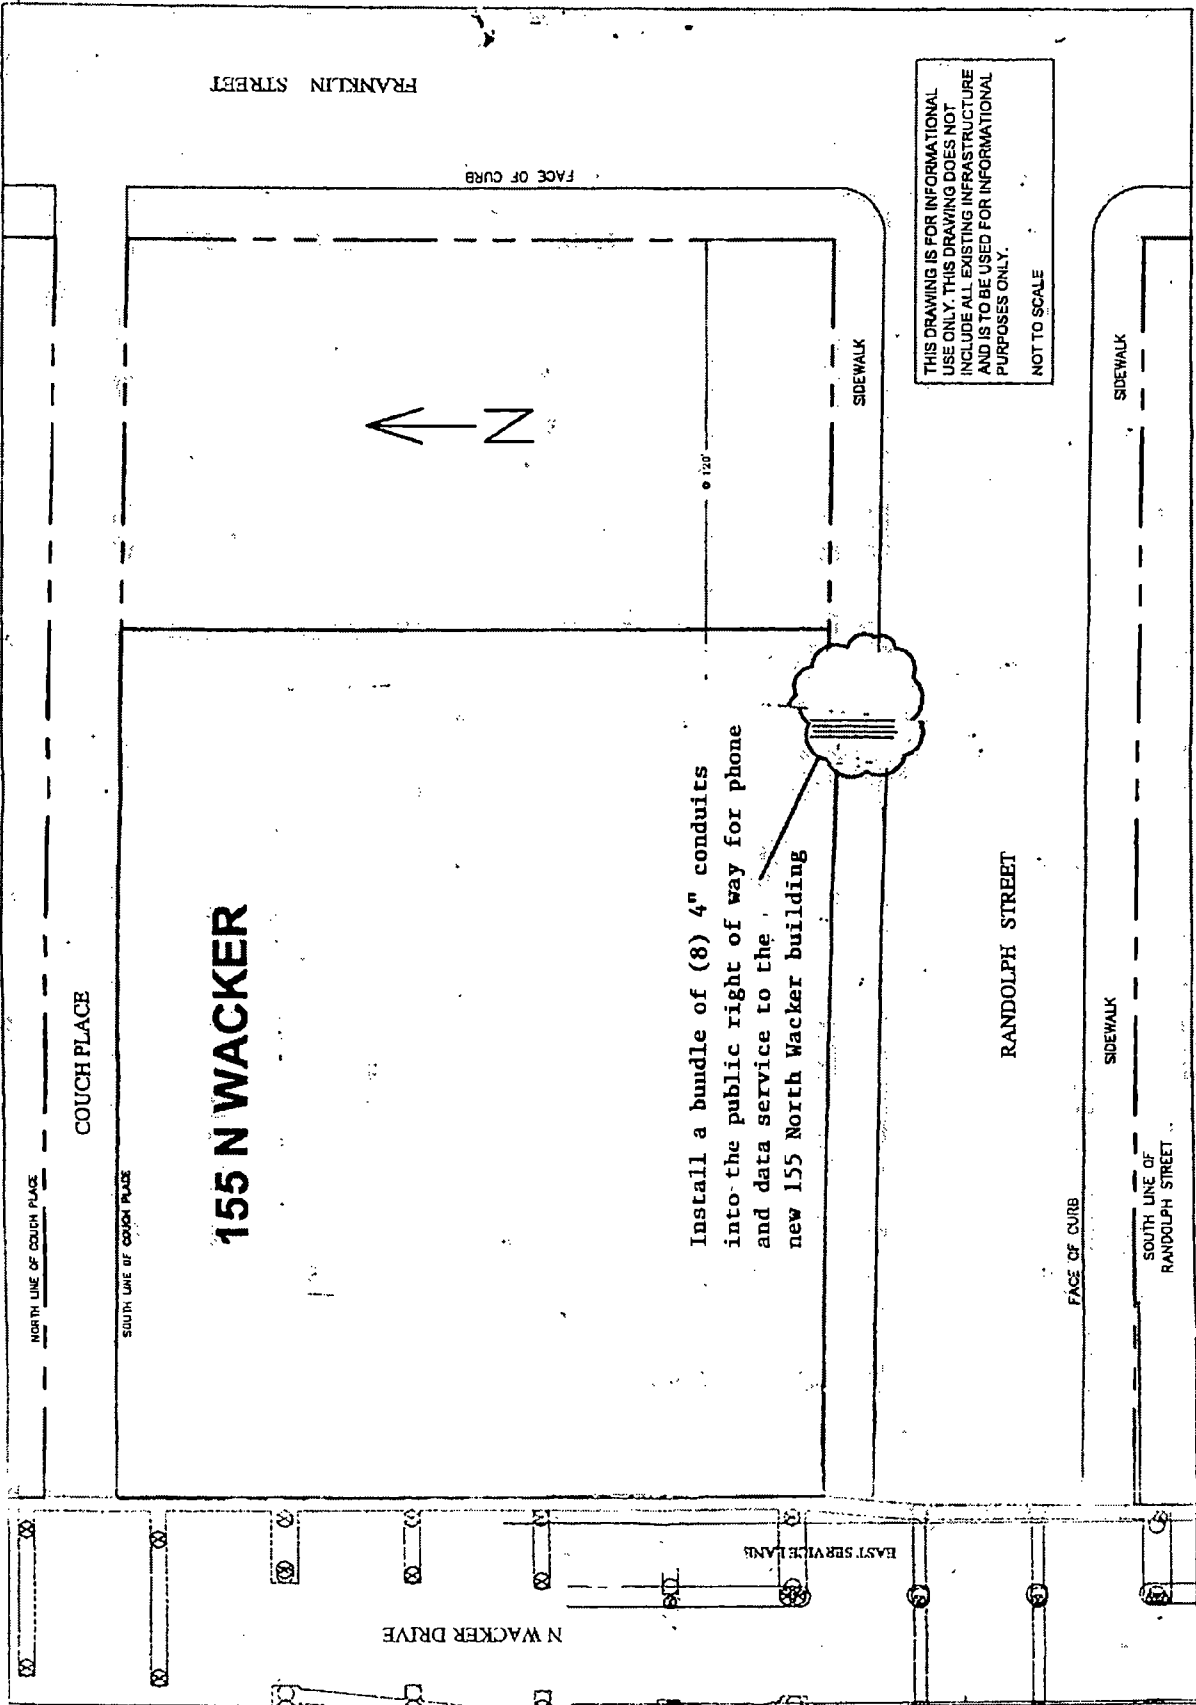 FRANKLIN STREET
FACE OF CURB
THIS DRAWING IS FOR INFORMATIONAL
USE ONLY. THIS DRAWING DOES NOT
INCLUDE ALL EXISTING INFRASTRUCTURE
AND IS TO BE USED FOR INFORMATIONAL
PURPOSES ONLY.
NOT TO SCALE
N
120'
SIDEWALK
SIDEWALK
NORTH LINE OF COUCH PLACE
COUCH PLACE
SOUTH LINE OF COUCH PLACE
155 N WACKER
Install a bundle of (8) 4" conduits
into the public right of way for phone
and data service to the
new 155 North Wacker building
RANDOLPH STREET
SIDEWALK
FACE OF CURB
SOUTH LINE OF
RANDOLPH STREET
EAST SERVICE LANE
N WACKER DRIVE